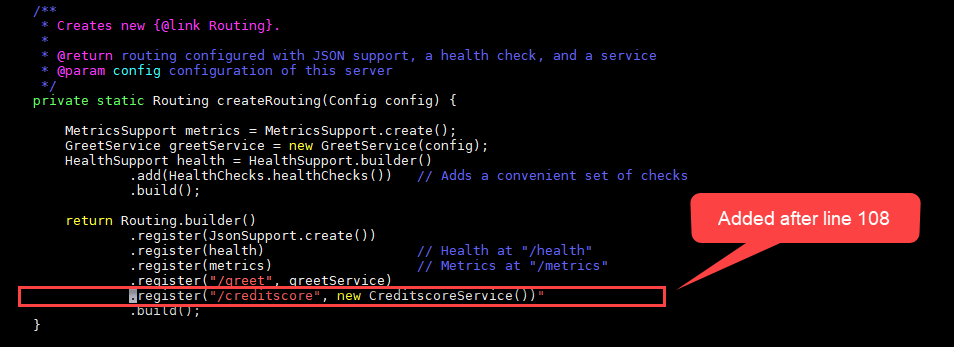 /**
 * Creates new {@link Routing}.
 *
 * @return routing configured with JSON support, a health check, and a service
 * @param config configuration of this server
 */
private static Routing createRouting(Config config) {

    MetricsSupport metrics = MetricsSupport.create();
    GreetService greetService = new GreetService(config);
    HealthSupport health = HealthSupport.builder()
            .add(HealthChecks.healthChecks())   // Adds a convenient set of checks
            .build();

    return Routing.builder()
            .register(JsonSupport.create())
            .register(health)                   // Health at "/health"
            .register(metrics)                  // Metrics at "/metrics"
            .register("/greet", greetService)
            .register("/creditscore", new CreditscoreService())"
            .build();
}
Added after line 108